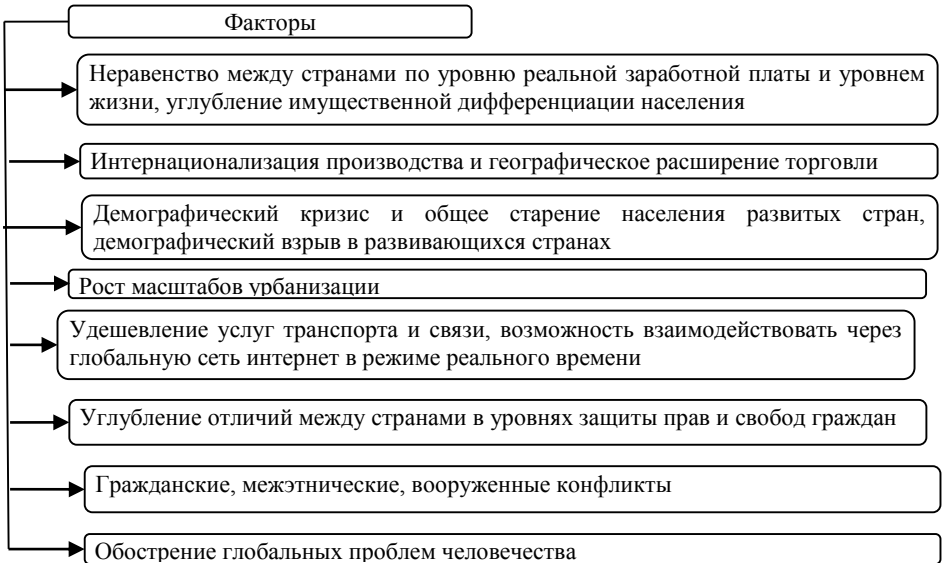 Факторы
Неравенство между странами по уровню реальной заработной платы и уровнем
жизни, углубление имущественной дифференциации населения
Интернационализация производства и географическое расширение торговли
Демографический кризис и общее старение населения развитых стран,
демографический взрыв в развивающихся странах
Рост масштабов урбанизации
Удешевление услуг транспорта и связи, возможность взаимодействовать через
глобальную сеть интернет в режиме реального времени
Углубление отличий между странами в уровнях защиты прав и свобод граждан
Гражданские, межэтнические, вооруженные конфликты
Обострение глобальных проблем человечества